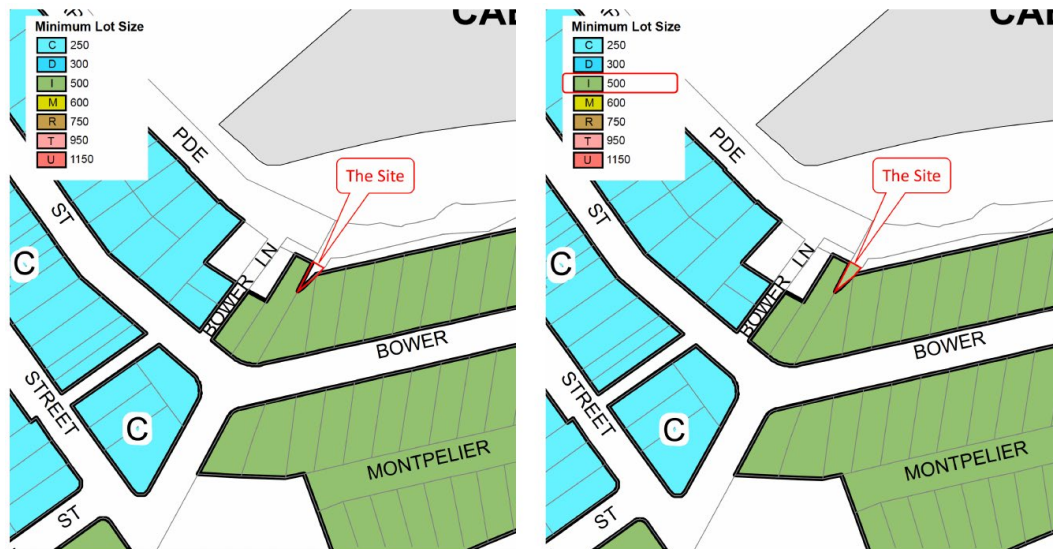 CAB
Minimum Lot Size
C 250
D 300
I 500
M 600
R 750
T 950
U 1150
PDE
The Site
ST
BOWER LN
C
BOWER
STREET
C
MONTPELIER
ST
CAB
Minimum Lot Size
C 250
D 300
I 500
M 600
R 750
T 950
U 1150
PDE
The Site
ST
BOWER LN
C
BOWER
STREET
C
MONTPELIER
ST